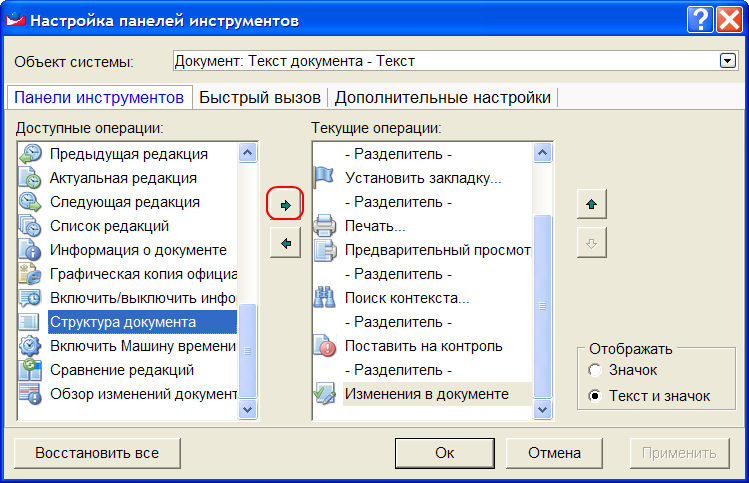 Настройка панелей инструментов
Объект системы: Документ: Текст документа - Текст
Панели инструментов Быстрый вызов Дополнительные настройки
Доступные операции:
Предыдущая редакция
Актуальная редакция
Следующая редакция
Список редакций
Информация о документе
Графическая копия официа
Включить/выключить инфо
Структура документа
Включить Машину времени
Сравнение редакций
Обзор изменений документ
Текущие операции:
- Разделитель -
Установить закладку...
- Разделитель -
Печать...
Предварительный просмот
- Разделитель -
Поиск контекста...
- Разделитель -
Поставить на контроль
- Разделитель -
Изменения в документе
Отображать
Значок
Текст и значок
Восстановить все Ок Отмена Применить